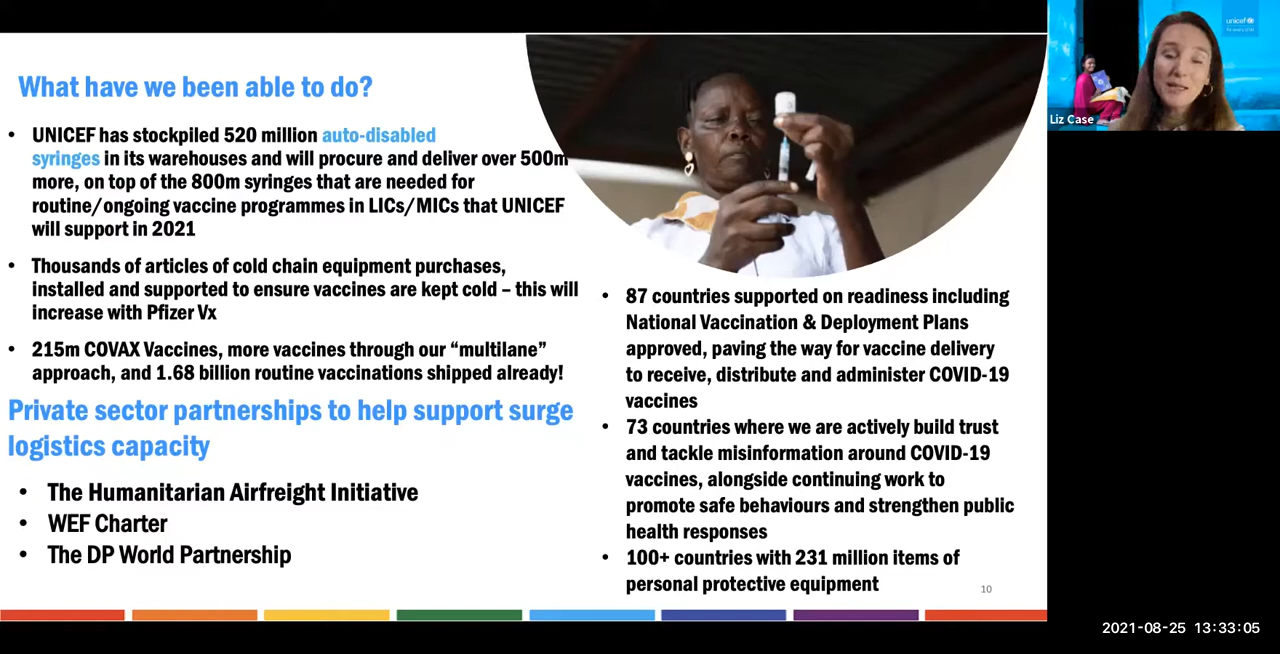 What have we been able to do?
• UNICEF has stockpiled 520 million auto-disabled
syringes in its warehouses and will procure and deliver over 500m
more, on top of the 800m syringes that are needed for
routine/ongoing vaccine programmes in LICs/MICs that UNICEF
will support in 2021
• Thousands of articles of cold chain equipment purchases,
installed and supported to ensure vaccines are kept cold – this will
increase with Pfizer Vx
• 215m COVAX Vaccines, more vaccines through our “multilane”
approach, and 1.68 billion routine vaccinations shipped already!
Private sector partnerships to help support surge
logistics capacity
• The Humanitarian Airfreight Initiative
• WEF Charter
• The DP World Partnership
• 87 countries supported on readiness including
National Vaccination & Deployment Plans
approved, paving the way for vaccine delivery
to receive, distribute and administer COVID-19
vaccines
• 73 countries where we are actively build trust
and tackle misinformation around COVID-19
vaccines, alongside continuing work to
promote safe behaviours and strengthen public
health responses
• 100+ countries with 231 million items of
personal protective equipment
10
unicef
for every child
Liz Case
2021-08-25 13:33:05